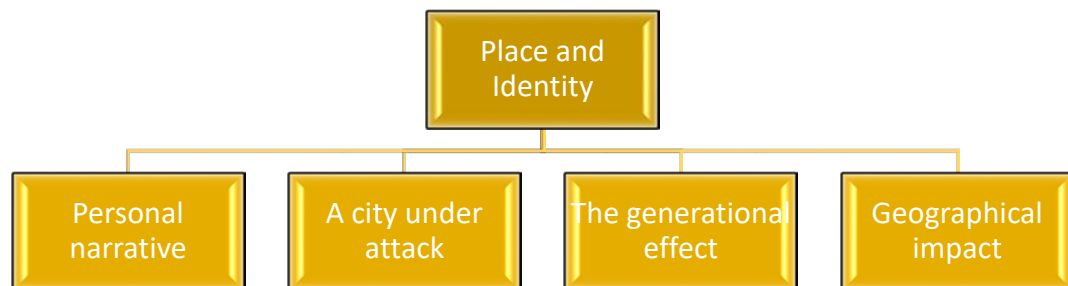 Place and
Identity
Personal
narrative
A city under
attack
The generational
effect
Geographical
impact